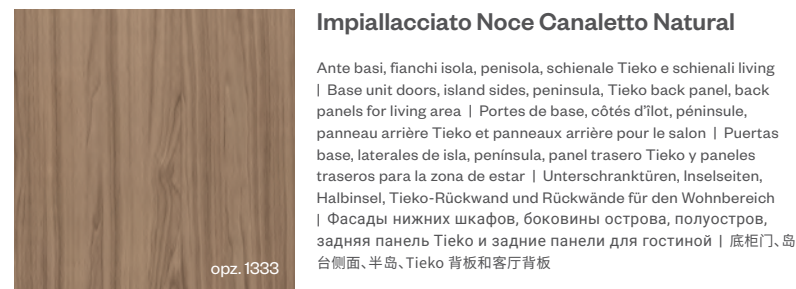 Impiallacciato Noce Canaletto Natural
Ante basi, fianchi isola, penisola, schienale Tieko e schienali living
| Base unit doors, island sides, peninsula, Tieko back panel, back
panels for living area | Portes de base, côtés d’îlot, péninsule,
panneau arrière Tieko et panneaux arrière pour le salon | Puertas
base, laterales de isla, península, panel trasero Tieko y paneles
traseros para la zona de estar | Unterschranktüren, Inselseiten,
Halbinsel, Tieko-Rückwand und Rückwände für den Wohnbereich
| Фасады нижних шкафов, боковины острова, полуостров,
задняя панель Tieko и задние панели для гостиной | 底柜门、岛
台侧面、半岛、Tieko 背板和客厅背板
opz. 1333